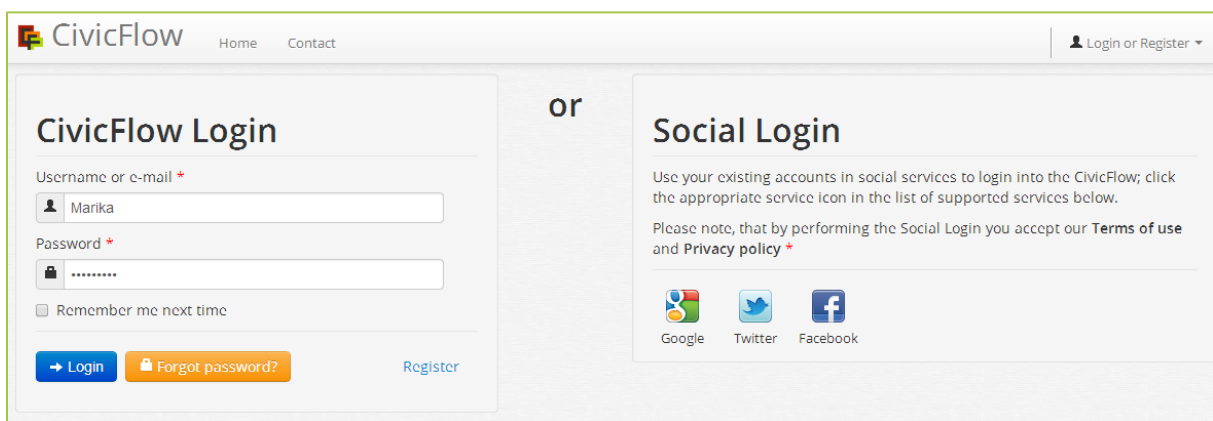 CivicFlow Home Contact Login or Register
CivicFlow Login
Username or e-mail *
Marika
Password *
•••••••••
Remember me next time
Login Forgot password? Register
or
Social Login
Use your existing accounts in social services to login into the CivicFlow; click
the appropriate service icon in the list of supported services below.
Please note, that by performing the Social Login you accept our Terms of use
and Privacy policy *
Google Twitter Facebook